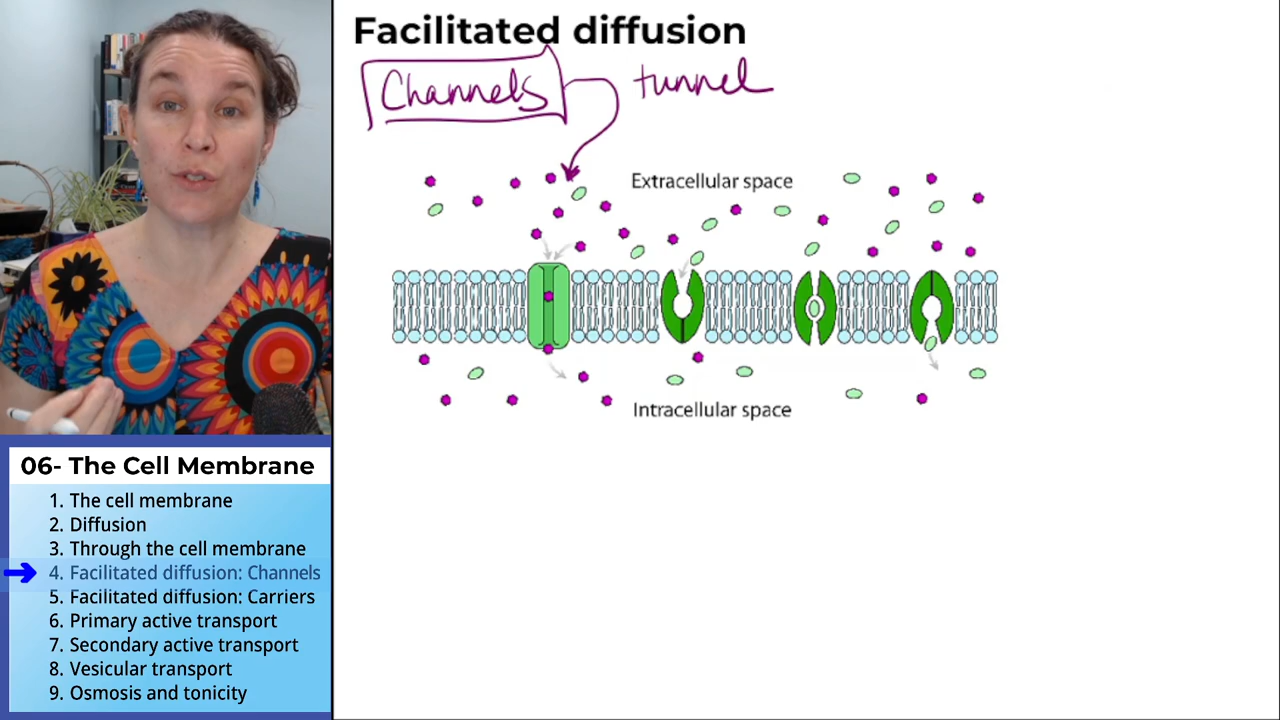 Facilitated diffusion
Channels tunnel
Extracellular space
Intracellular space
06- The Cell Membrane
1. The cell membrane
2. Diffusion
3. Through the cell membrane
4. Facilitated diffusion: Channels
5. Facilitated diffusion: Carriers
6. Primary active transport
7. Secondary active transport
8. Vesicular transport
9. Osmosis and tonicity